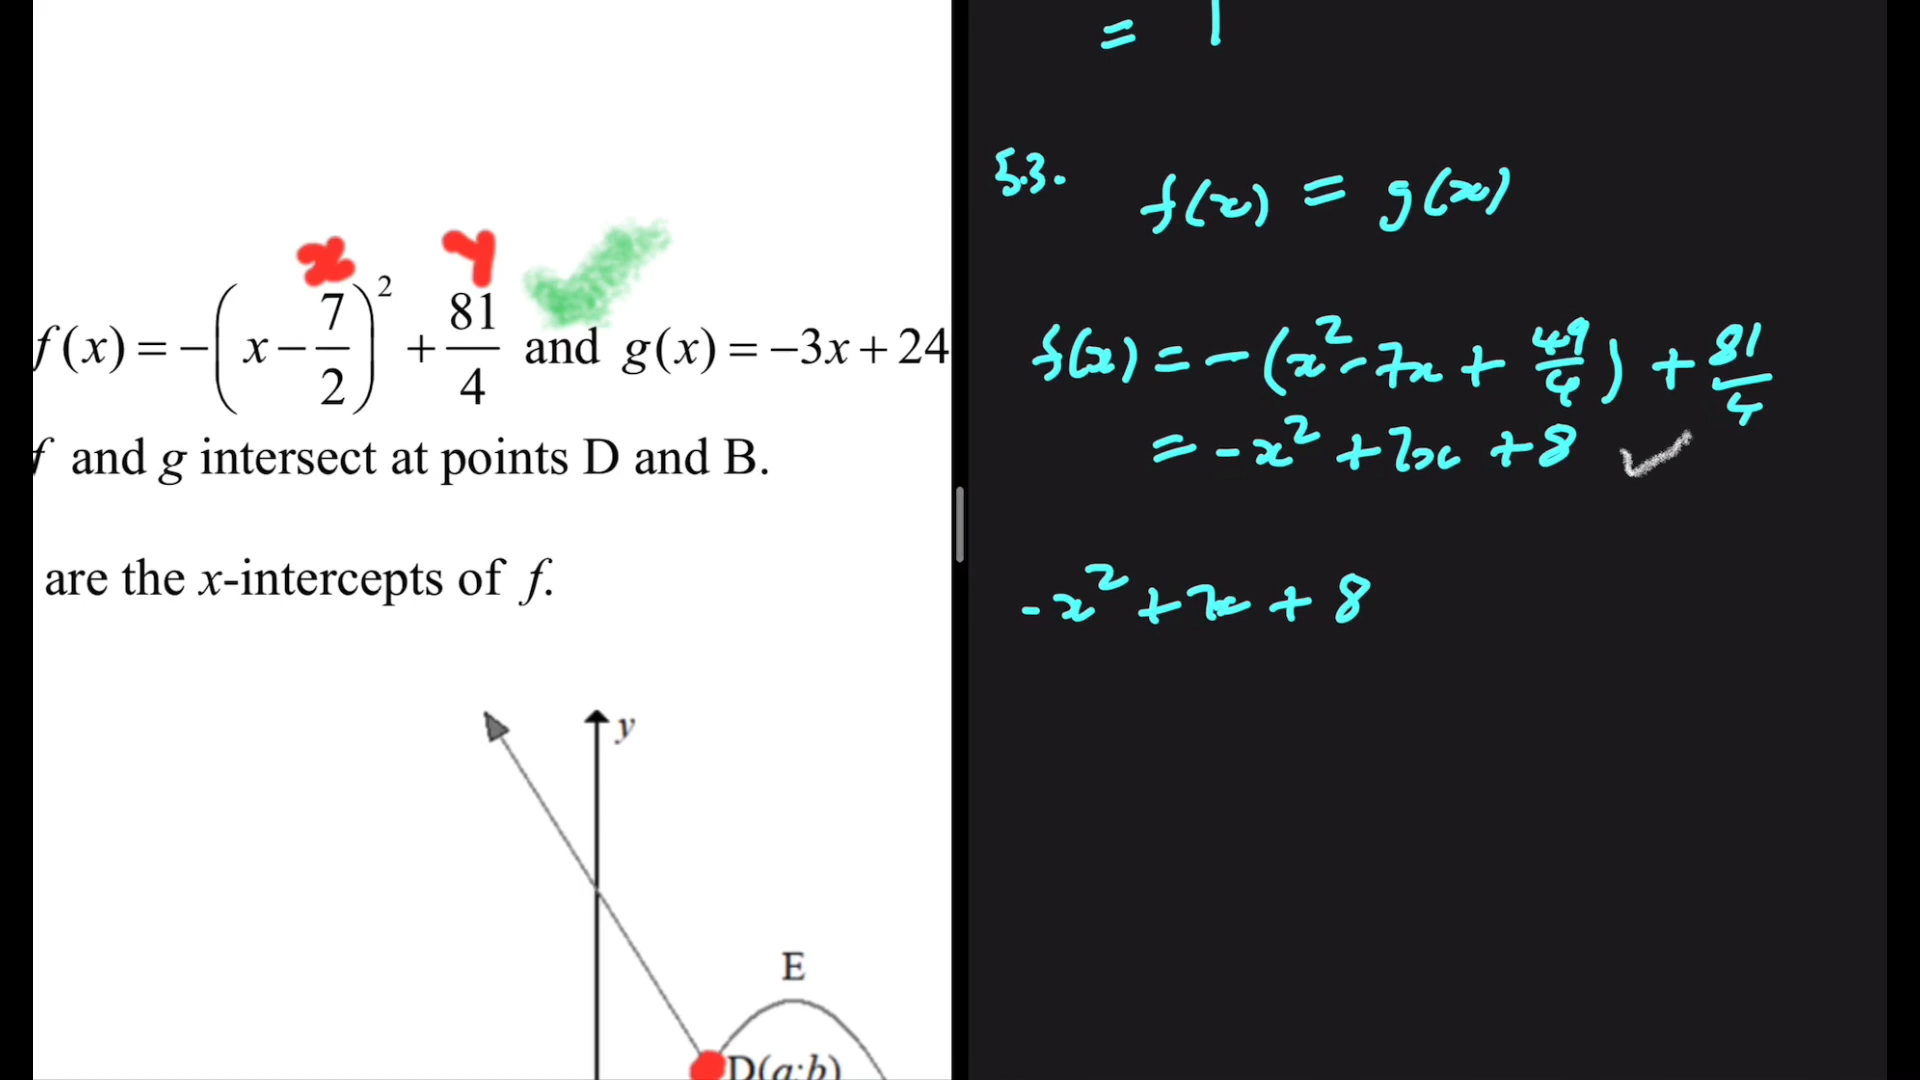 x y
f(x) = −(x − 7/2)² + 81/4 and g(x) = −3x + 24
f and g intersect at points D and B.
are the x-intercepts of f.
y
E
D(a;b)
= 1
5.3. f(x) = g(x)
f(x) = -(x² - 7x + 49/4) + 81/4
= -x² + 7x + 8
-x² + 7x + 8